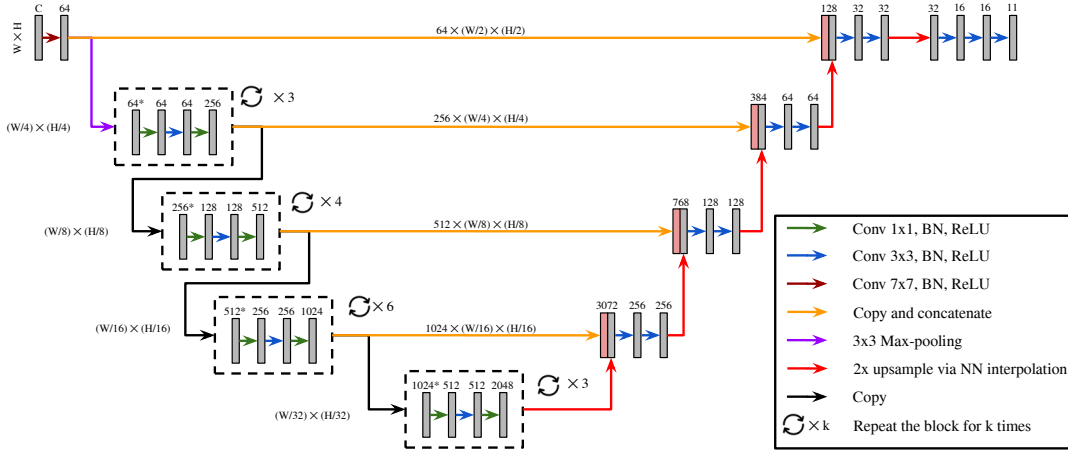 W × H
C 64
64 × (W/2) × (H/2)
128 32 32 32 16 16 11
(W/4) × (H/4)
64* 64 64 256
× 3
256 × (W/4) × (H/4)
384 64 64
(W/8) × (H/8)
256* 128 128 512
× 4
512 × (W/8) × (H/8)
768 128 128
(W/16) × (H/16)
512* 256 256 1024
× 6
1024 × (W/16) × (H/16)
3072 256 256
(W/32) × (H/32)
1024* 512 512 2048
× 3
Conv 1x1, BN, ReLU
Conv 3x3, BN, ReLU
Conv 7x7, BN, ReLU
Copy and concatenate
3x3 Max-pooling
2x upsample via NN interpolation
Copy
× k Repeat the block for k times